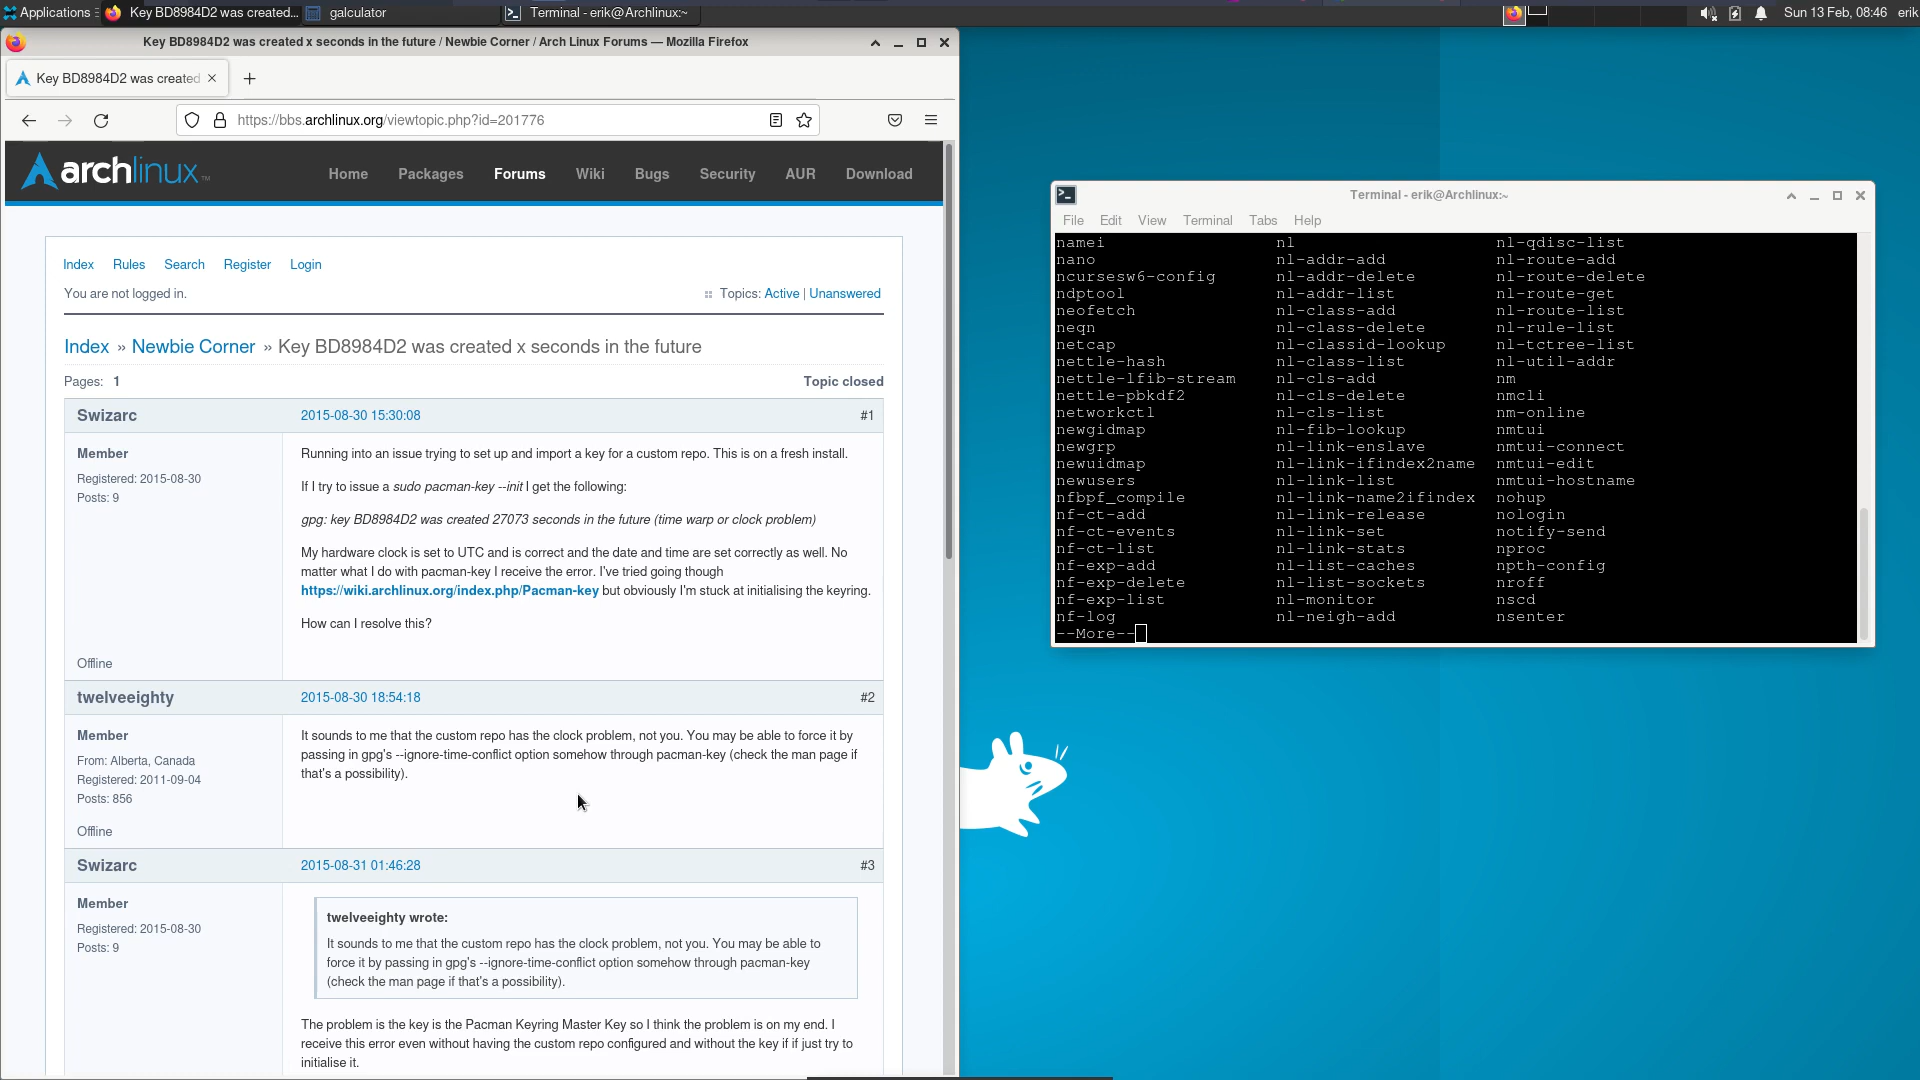 Applications
Key BD8984D2 was created...
galculator
Terminal - erik@Archlinux:~
Sun 13 Feb, 08:46
erik
Key BD8984D2 was created x seconds in the future / Newbie Corner / Arch Linux Forums — Mozilla Firefox
Key BD8984D2 was created
https://bbs.archlinux.org/viewtopic.php?id=201776
archlinux™
Home Packages Forums Wiki Bugs Security AUR Download
Index Rules Search Register Login
You are not logged in.
Topics: Active | Unanswered
Index » Newbie Corner » Key BD8984D2 was created x seconds in the future
Pages: 1
Topic closed
Swizarc
2015-08-30 15:30:08
#1
Member
Registered: 2015-08-30
Posts: 9
Running into an issue trying to set up and import a key for a custom repo. This is on a fresh install.
If I try to issue a sudo pacman-key --init I get the following:
gpg: key BD8984D2 was created 27073 seconds in the future (time warp or clock problem)
My hardware clock is set to UTC and is correct and the date and time are set correctly as well. No
matter what I do with pacman-key I receive the error. I've tried going though
https://wiki.archlinux.org/index.php/Pacman-key but obviously I'm stuck at initialising the keyring.
How can I resolve this?
Offline
twelveeighty
2015-08-30 18:54:18
#2
Member
From: Alberta, Canada
Registered: 2011-09-04
Posts: 856
It sounds to me that the custom repo has the clock problem, not you. You may be able to force it by
passing in gpg's --ignore-time-conflict option somehow through pacman-key (check the man page if
that's a possibility).
Offline
Swizarc
2015-08-31 01:46:28
#3
Member
Registered: 2015-08-30
Posts: 9
twelveeighty wrote:
It sounds to me that the custom repo has the clock problem, not you. You may be able to
force it by passing in gpg's --ignore-time-conflict option somehow through pacman-key
(check the man page if that's a possibility).
The problem is the key is the Pacman Keyring Master Key so I think the problem is on my end. I
receive this error even without having the custom repo configured and without the key if if just try to
initialise it.
Terminal - erik@Archlinux:~
File Edit View Terminal Tabs Help
namei nl nl-qdisc-list
nano nl-addr-add nl-route-add
ncursesw6-config nl-addr-delete nl-route-delete
ndptool nl-addr-list nl-route-get
neofetch nl-class-add nl-route-list
neqn nl-class-delete nl-rule-list
netcap nl-classid-lookup nl-tctree-list
nettle-hash nl-class-list nl-util-addr
nettle-lfib-stream nl-cls-add nm
nettle-pbkdf2 nl-cls-delete nmcli
networkctl nl-cls-list nm-online
newgidmap nl-fib-lookup nmtui
newgrp nl-link-enslave nmtui-connect
newuidmap nl-link-ifindex2name nmtui-edit
newusers nl-link-list nmtui-hostname
nfbpf_compile nl-link-name2ifindex nohup
nf-ct-add nl-link-release nologin
nf-ct-events nl-link-set notify-send
nf-ct-list nl-link-stats nproc
nf-exp-add nl-list-caches npth-config
nf-exp-delete nl-list-sockets nroff
nf-exp-list nl-monitor nscd
nf-log nl-neigh-add nsenter
--More--